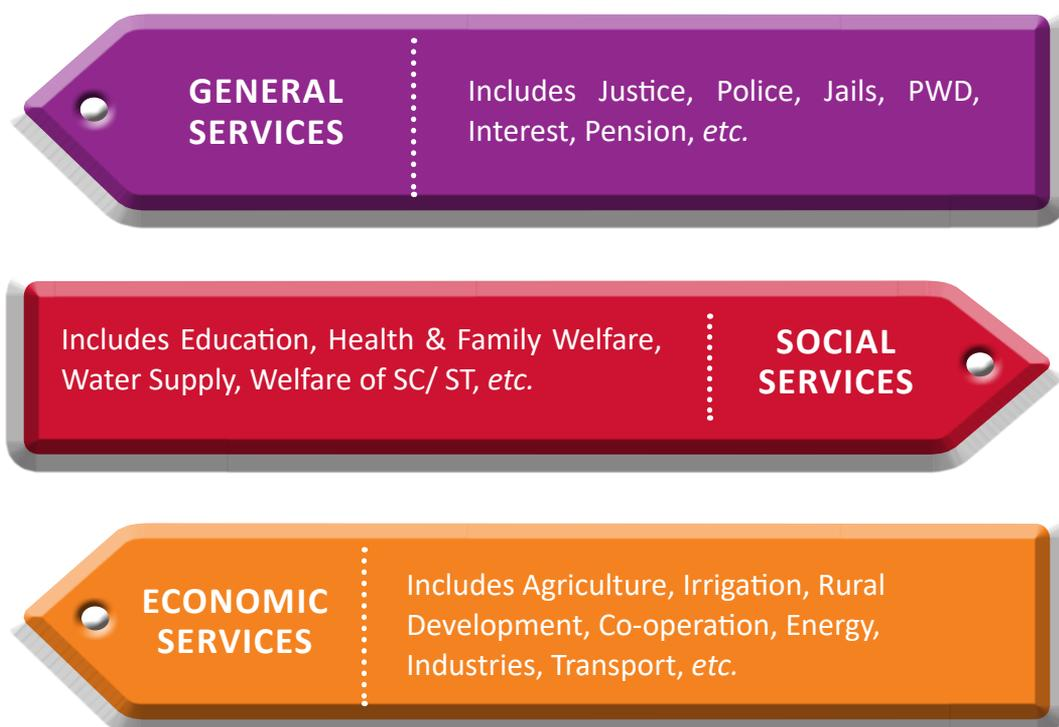 GENERAL
SERVICES
Includes Justice, Police, Jails, PWD,
Interest, Pension, etc.
Includes Education, Health & Family Welfare,
Water Supply, Welfare of SC/ ST, etc.
SOCIAL
SERVICES
ECONOMIC
SERVICES
Includes Agriculture, Irrigation, Rural
Development, Co-operation, Energy,
Industries, Transport, etc.